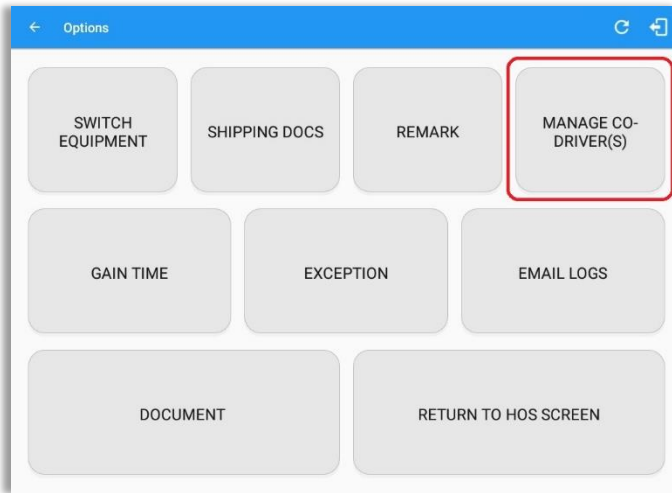 Options
SWITCH
EQUIPMENT
SHIPPING DOCS
REMARK
MANAGE CO-
DRIVER(S)
GAIN TIME
EXCEPTION
EMAIL LOGS
DOCUMENT
RETURN TO HOS SCREEN